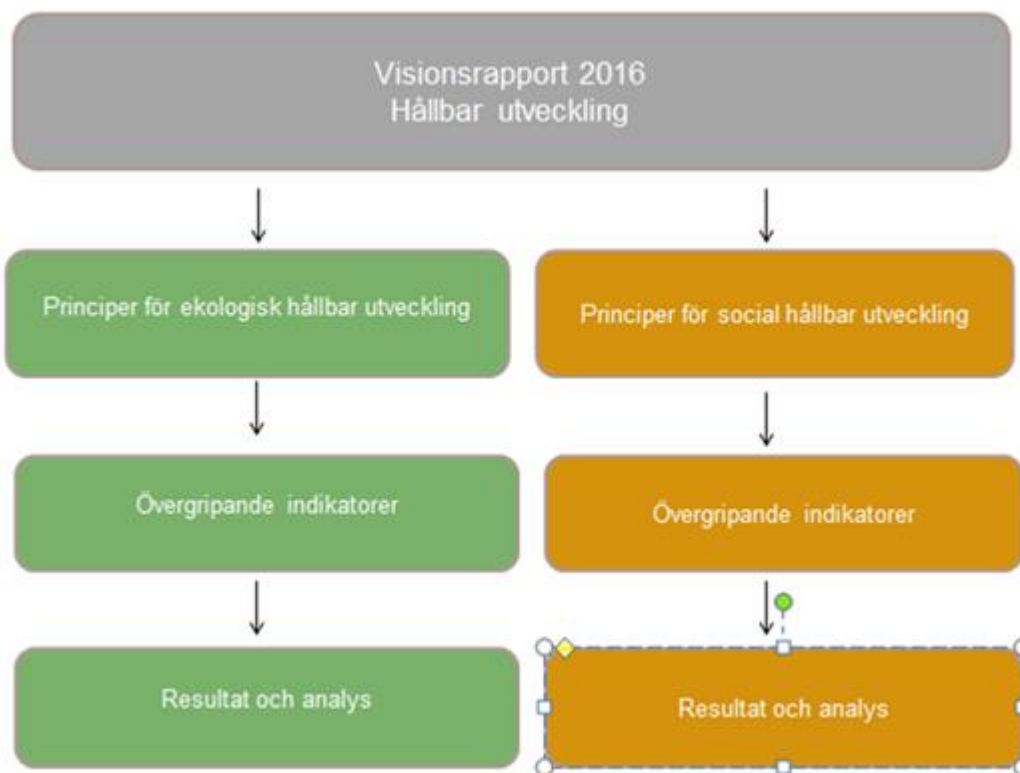 Visionsrapport 2016
Hållbar utveckling
Principer för ekologisk hållbar utveckling
Principer för social hållbar utveckling
Övergripande indikatorer
Övergripande indikatorer
Resultat och analys
Resultat och analys